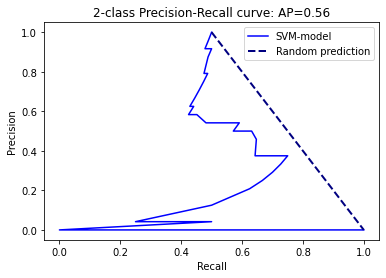 2-class Precision-Recall curve: AP=0.56
SVM-model
Random prediction
Precision
1.0
0.8
0.6
0.4
0.2
0.0
0.0 0.2 0.4 0.6 0.8 1.0
Recall